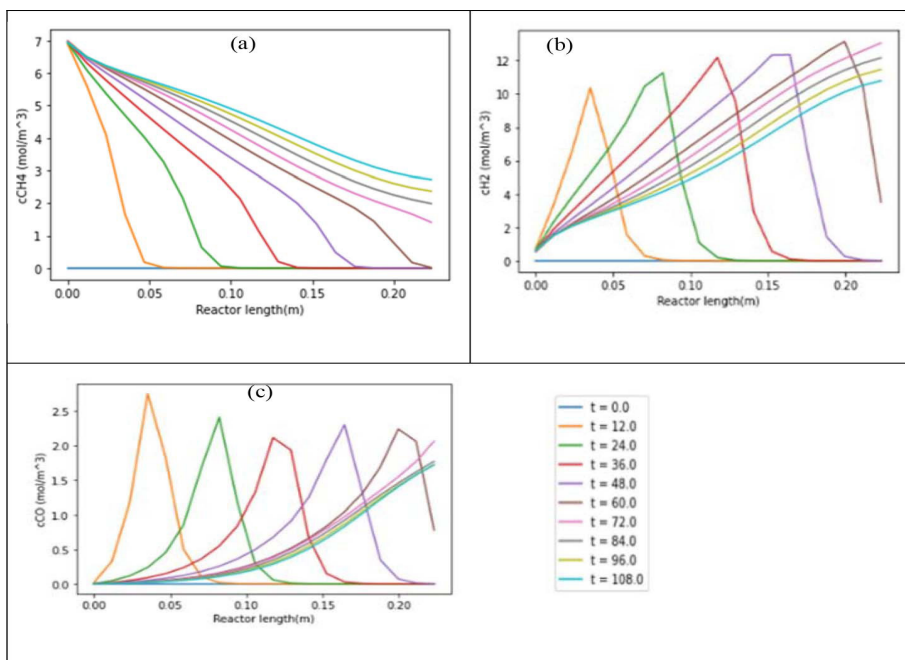 (a)
cCH4 (mol/m^3)
7
6
5
4
3
2
1
0
0.00 0.05 0.10 0.15 0.20
Reactor length(m)
(b)
cH2 (mol/m^3)
12
10
8
6
4
2
0
0.00 0.05 0.10 0.15 0.20
Reactor length(m)
(c)
cCO (mol/m^3)
2.5
2.0
1.5
1.0
0.5
0.0
0.00 0.05 0.10 0.15 0.20
Reactor length(m)
t = 0.0
t = 12.0
t = 24.0
t = 36.0
t = 48.0
t = 60.0
t = 72.0
t = 84.0
t = 96.0
t = 108.0